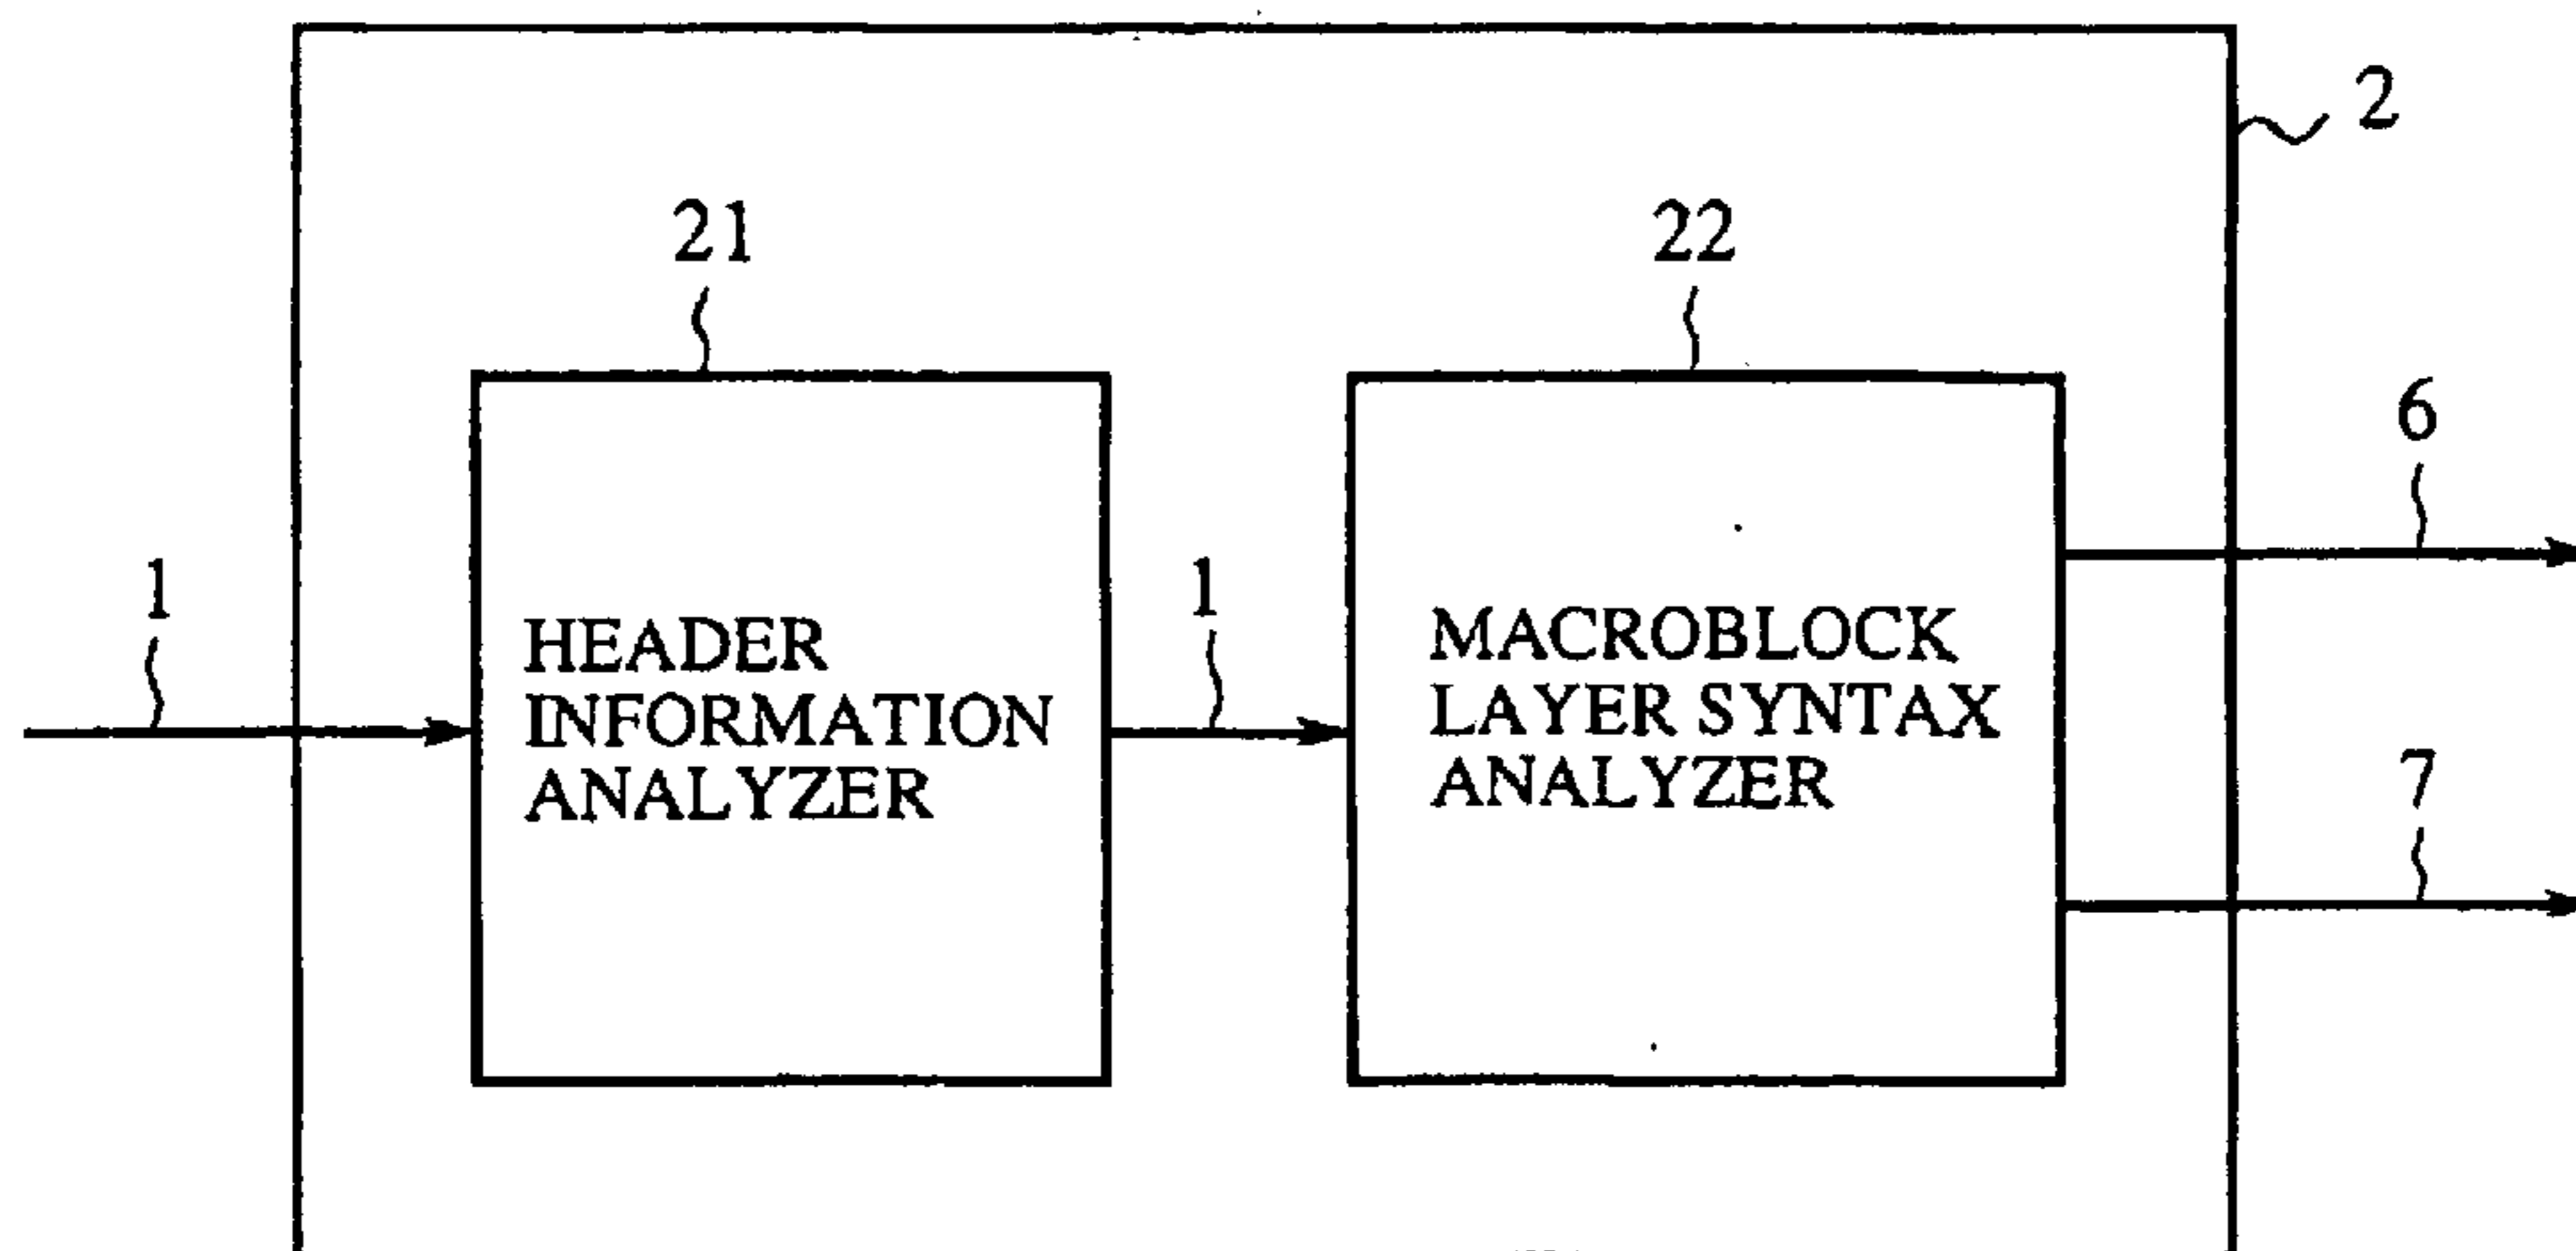 2
21
22
6
1
1
HEADER
INFORMATION
ANALYZER
MACROBLOCK
LAYER SYNTAX
ANALYZER
7